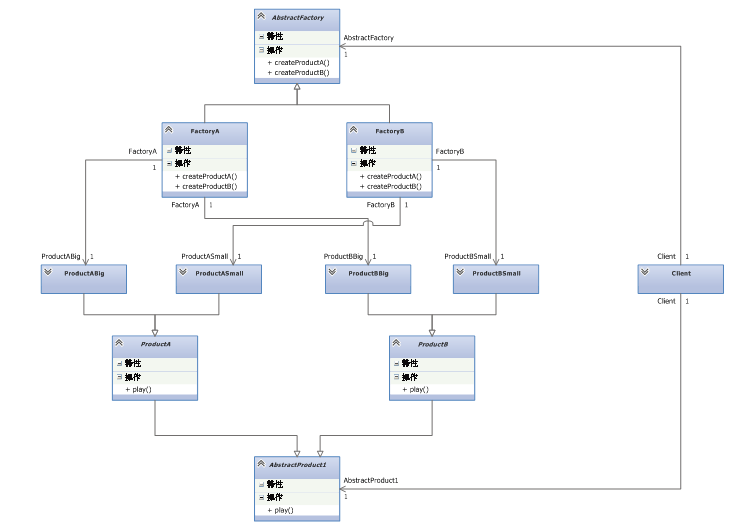 AbstractFactory
特性
操作
+ createProductA()
+ createProductB()
AbstractFactory
1
FactoryA
特性
操作
+ createProductA()
+ createProductB()
FactoryB
特性
操作
+ createProductA()
+ createProductB()
FactoryA
1
FactoryB
1
FactoryA
1
FactoryB
1
ProductABig
1
ProductASmall
1
ProductBBig
1
ProductBSmall
1
Client
1
ProductABig
ProductASmall
ProductBBig
ProductBSmall
Client
Client
1
ProductA
特性
操作
+ play()
ProductB
特性
操作
+ play()
AbstractProduct1
特性
操作
+ play()
AbstractProduct1
1